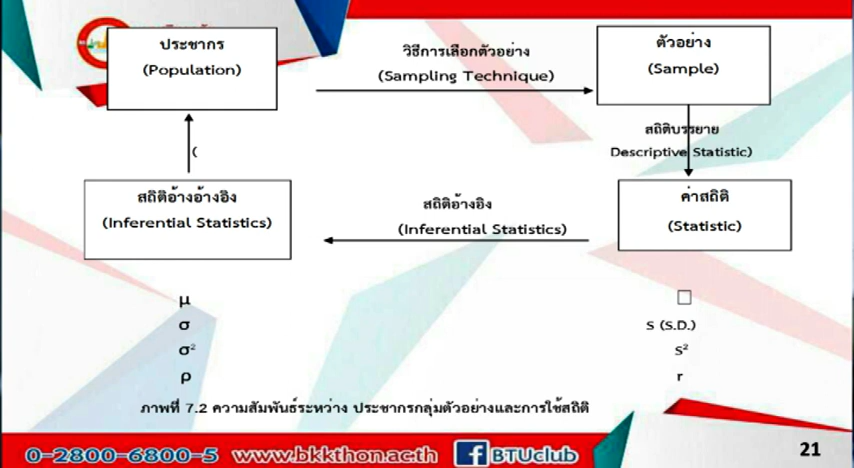 ประชากร
(Population)
วิธีการเลือกตัวอย่าง
(Sampling Technique)
ตัวอย่าง
(Sample)
สถิติบรรยาย
Descriptive Statistic)
(
สถิติอ้างอ้างอิง
(Inferential Statistics)
สถิติอ้างอิง
(Inferential Statistics)
ค่าสถิติ
(Statistic)
μ
□
σ
S (S.D.)
σ²
S²
ρ
r
ภาพที่ 7.2 ความสัมพันธ์ระหว่าง ประชากรกลุ่มตัวอย่างและการใช้สถิติ
0-2800-6800-5 www.bkkthon.ac.th f BTUclub
21